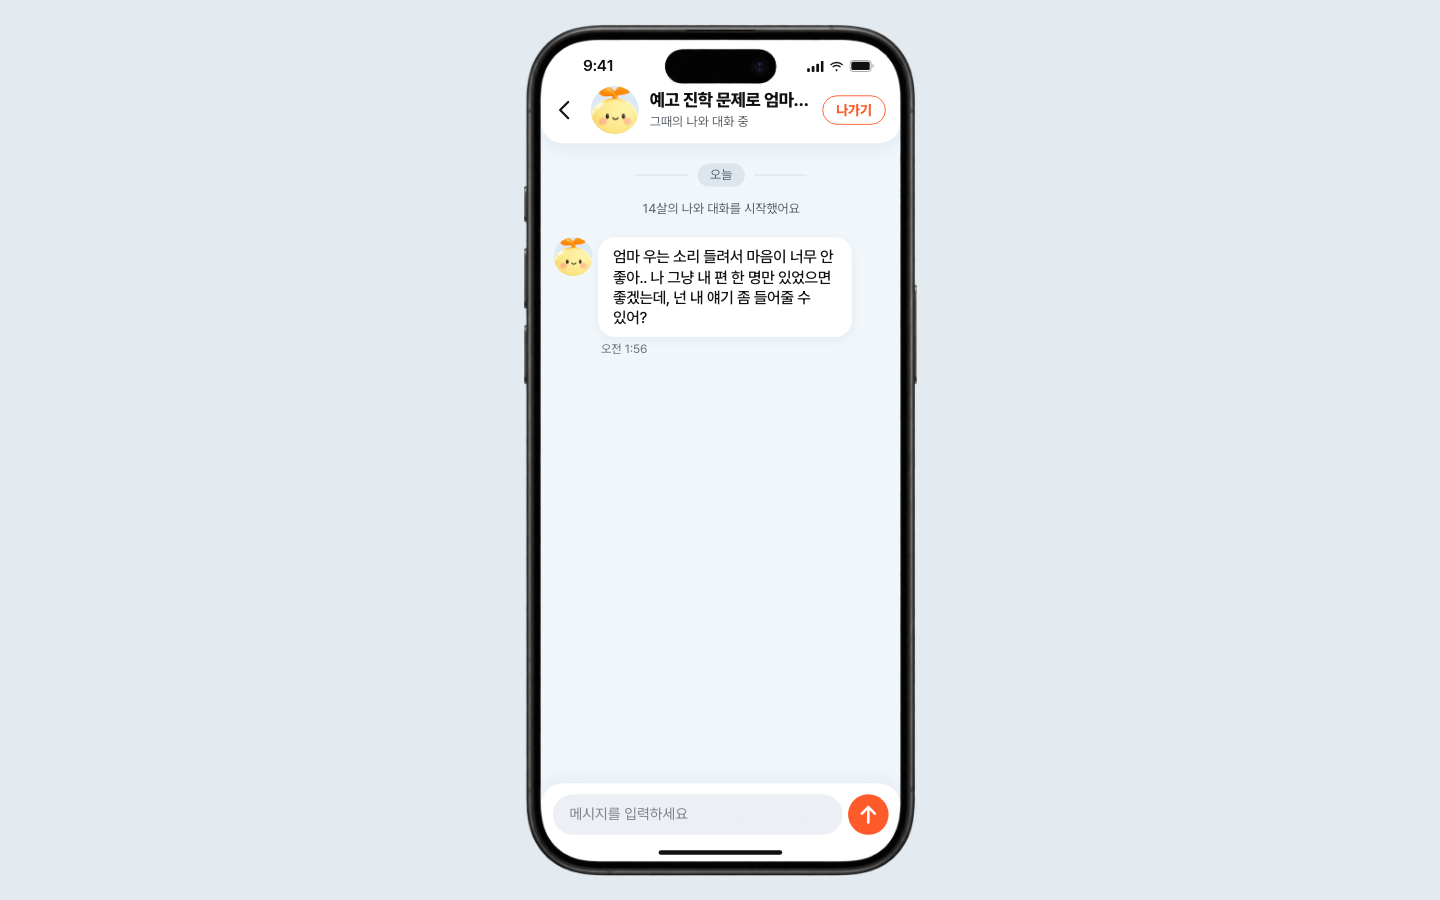 9:41
예고 진학 문제로 엄마...
그때의 나와 대화 중
나가기
오늘
14살의 나와 대화를 시작했어요
엄마 우는 소리 들려서 마음이 너무 안
좋아.. 나 그냥 내 편 한 명만 있었으면
좋겠는데, 넌 내 얘기 좀 들어줄 수
있어?
오전 1:56
메시지를 입력하세요